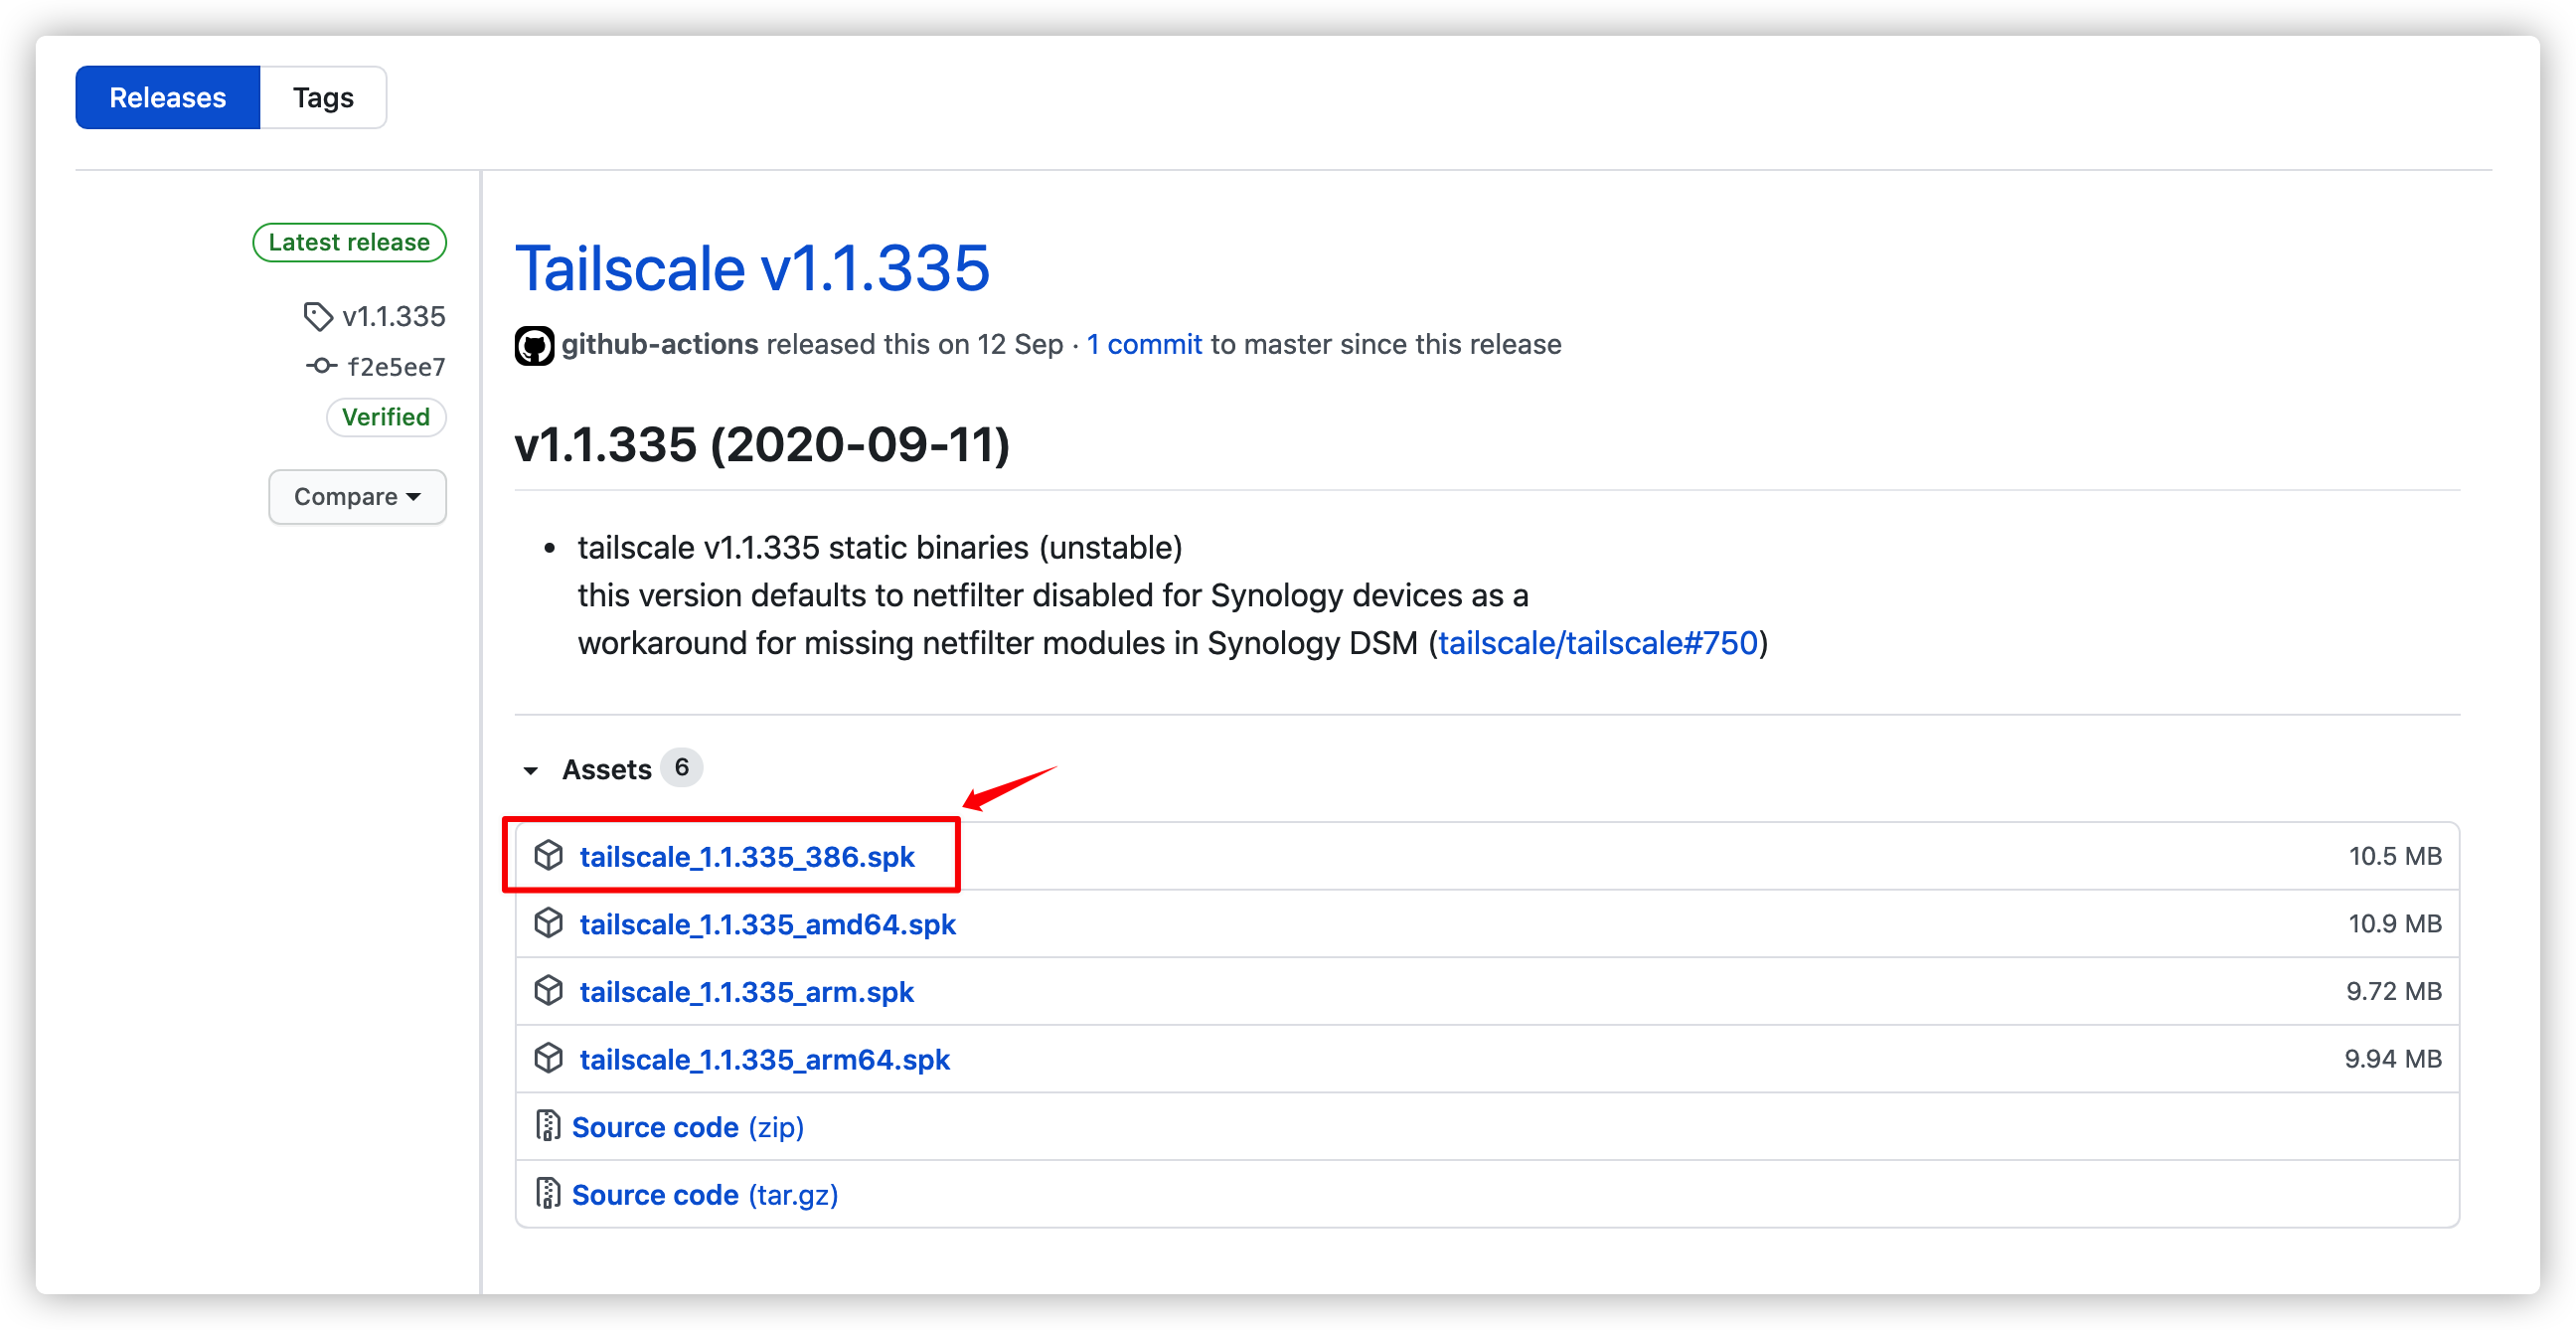 Releases
Tags
Latest release
v1.1.335
f2e5ee7
Verified
Compare
Tailscale v1.1.335
github-actions released this on 12 Sep · 1 commit to master since this release
v1.1.335 (2020-09-11)
• tailscale v1.1.335 static binaries (unstable)
this version defaults to netfilter disabled for Synology devices as a
workaround for missing netfilter modules in Synology DSM (tailscale/tailscale#750)
Assets 6
tailscale_1.1.335_386.spk 10.5 MB
tailscale_1.1.335_amd64.spk 10.9 MB
tailscale_1.1.335_arm.spk 9.72 MB
tailscale_1.1.335_arm64.spk 9.94 MB
Source code (zip)
Source code (tar.gz)